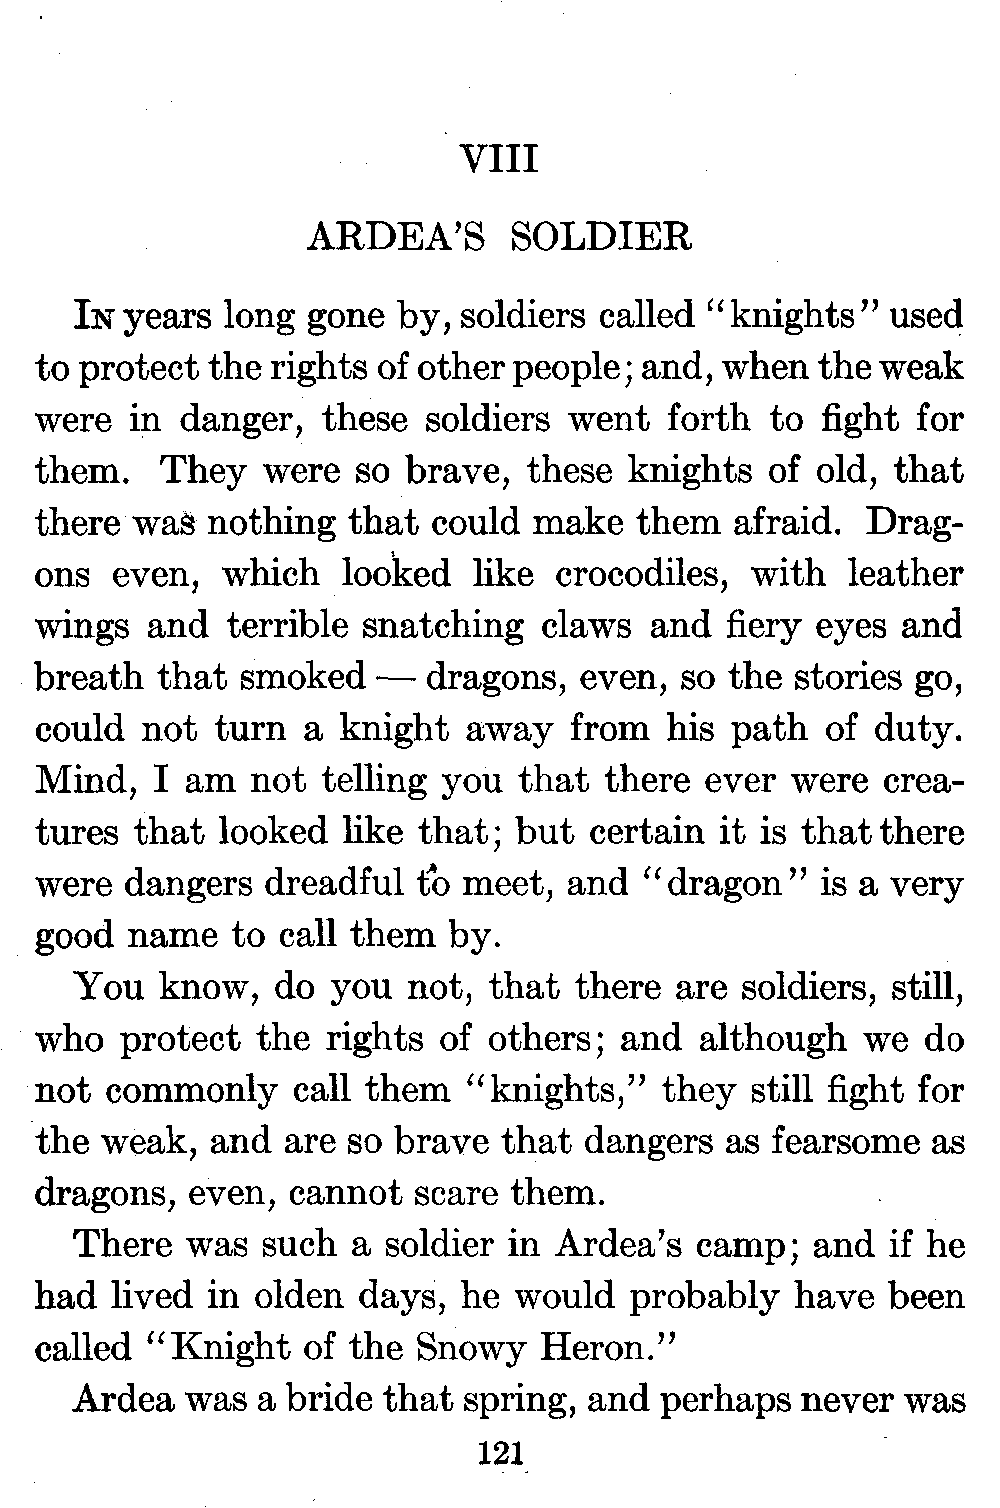 VIII
ARDEA'S SOLDIER
In years long gone by, soldiers called "knights" used
to protect the rights of other people; and, when the weak
were in danger, these soldiers went forth to fight for
them. They were so brave, these knights of old, that
there was nothing that could make them afraid. Drag-
ons even, which looked like crocodiles, with leather
wings and terrible snatching claws and fiery eyes and
breath that smoked — dragons, even, so the stories go,
could not turn a knight away from his path of duty.
Mind, I am not telling you that there ever were crea-
tures that looked like that; but certain it is that there
were dangers dreadful to meet, and "dragon" is a very
good name to call them by.
You know, do you not, that there are soldiers, still,
who protect the rights of others; and although we do
not commonly call them "knights," they still fight for
the weak, and are so brave that dangers as fearsome as
dragons, even, cannot scare them.
There was such a soldier in Ardea's camp; and if he
had lived in olden days, he would probably have been
called "Knight of the Snowy Heron."
Ardea was a bride that spring, and perhaps never was
121